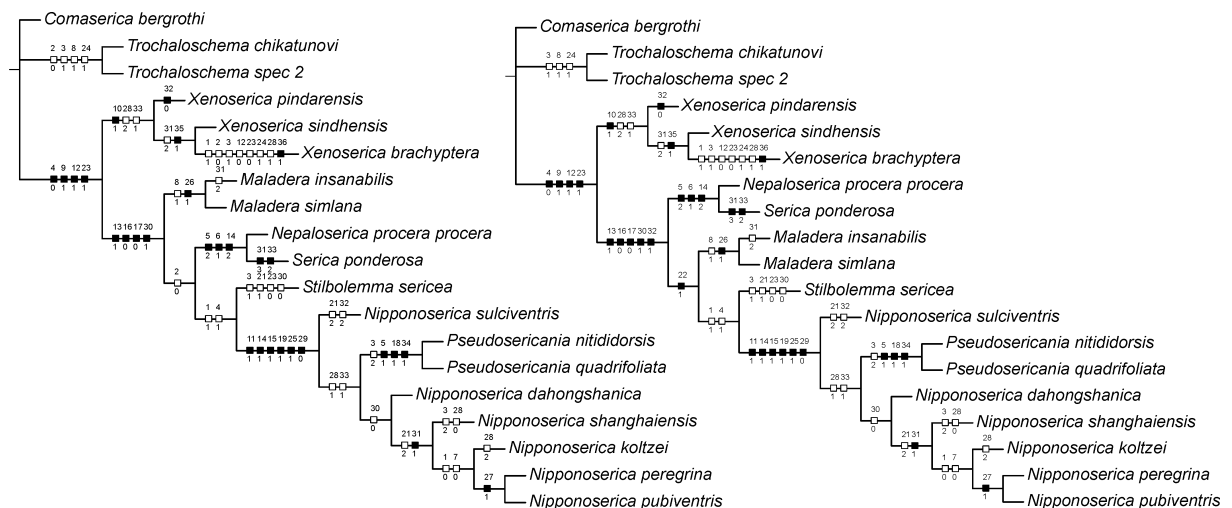 Comaserica bergrothi
2 3 8 24
0 1 1 1
Trochaloschema chikatunovi
Trochaloschema spec 2
4 9 12 23
0 1 1 1
10 28 33
1 2 1
32
0
Xenoserica pindarensis
31 35
2 1
Xenoserica sindhensis
1 2 3 12 23 24 28 36
1 0 1 0 0 1 1 1
Xenoserica brachyptera
13 16 17 30
1 0 0 1
8 26
1 1
31
2
Maladera insanabilis
Maladera simlana
2
0
5 6 14
2 1 2
Nepaloserica procera procera
31 33
3 2
Serica ponderosa
1 4
1 1
3 21 23 30
1 1 0 0
Stilbolemma sericea
11 14 15 19 25 29
1 1 1 1 1 0
21 32
2 2
Nipponoserica sulciventris
28 33
1 1
3 5 18 34
2 1 1 1
Pseudosericania nitididorsis
Pseudosericania quadrifoliata
30
0
Nipponoserica dahongshanica
21 31
2 1
3 28
2 0
Nipponoserica shanghaiensis
1 7
0 0
28
2
Nipponoserica koltzei
27
1
Nipponoserica peregrina
Nipponoserica pubiventris
Comaserica bergrothi
3 8 24
1 1 1
Trochaloschema chikatunovi
Trochaloschema spec 2
4 9 12 23
0 1 1 1
10 28 33
1 2 1
32
0
Xenoserica pindarensis
31 35
2 1
Xenoserica sindhensis
1 3 12 23 24 28 36
1 1 0 0 1 1 1
Xenoserica brachyptera
13 16 17 30 32
1 0 0 1 1
5 6 14
2 1 2
Nepaloserica procera procera
31 33
3 2
Serica ponderosa
22
1
8 26
1 1
31
2
Maladera insanabilis
Maladera simlana
1 4
1 1
3 21 23 30
1 1 0 0
Stilbolemma sericea
11 14 15 19 25 29
1 1 1 1 1 0
21 32
2 2
Nipponoserica sulciventris
28 33
1 1
3 5 18 34
2 1 1 1
Pseudosericania nitididorsis
Pseudosericania quadrifoliata
30
0
Nipponoserica dahongshanica
21 31
2 1
3 28
2 0
Nipponoserica shanghaiensis
1 7
0 0
28
2
Nipponoserica koltzei
27
1
Nipponoserica peregrina
Nipponoserica pubiventris